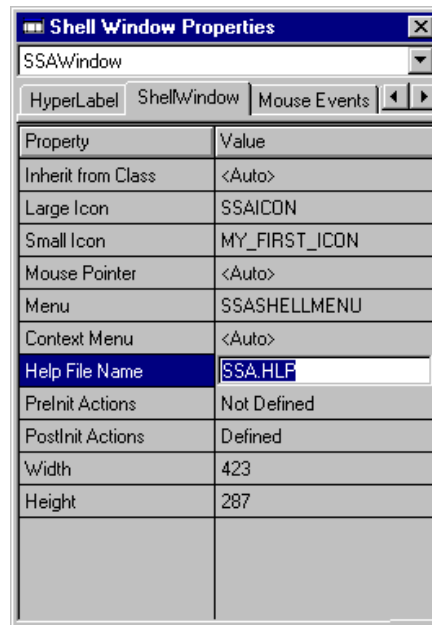 Shell Window Properties
SSAWindow
HyperLabel ShellWindow Mouse Events
Property Value
Inherit from Class <Auto>
Large Icon SSAICON
Small Icon MY_FIRST_ICON
Mouse Pointer <Auto>
Menu SSASHELLMENU
Context Menu <Auto>
Help File Name SSA.HLP
PreInit Actions Not Defined
PostInit Actions Defined
Width 423
Height 287